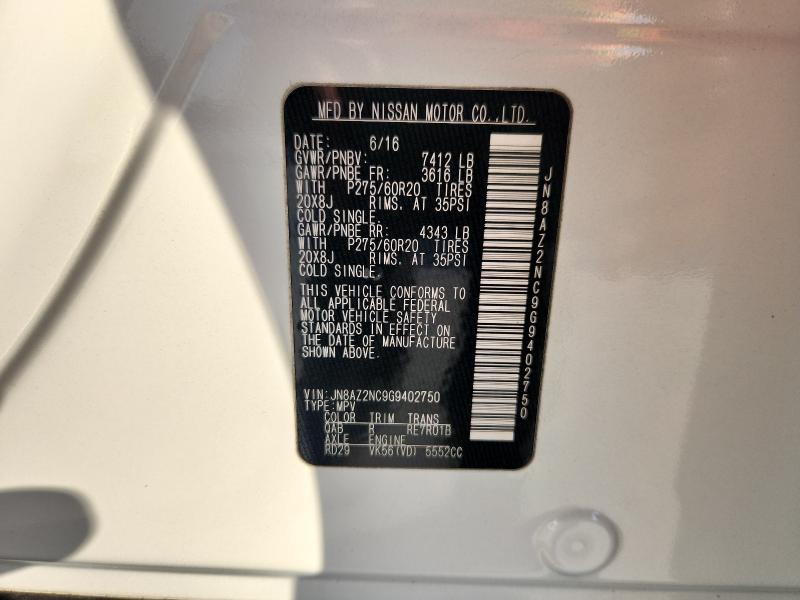 MFD BY NISSAN MOTOR CO.,LTD.
DATE: 6/16
GVWR/PNBV: 7412 LB
GAWR/PNBE FR: 3616 LB
WITH P275/60R20 TIRES
20X8J RIMS. AT 35PSI
COLD SINGLE.
GAWR/PNBE RR: 4343 LB
WITH P275/60R20 TIRES
20X8J RIMS. AT 35PSI
COLD SINGLE.
THIS VEHICLE CONFORMS TO
ALL APPLICABLE FEDERAL
MOTOR VEHICLE SAFETY
STANDARDS IN EFFECT ON
THE DATE OF MANUFACTURE
SHOWN ABOVE.
VIN: JN8AZ2NC9G9402750
TYPE: MPV
COLOR TRIM TRANS
QAB R RE7R01B
AXLE ENGINE
RD29 VK56(VD) 5552CC
JN8AZ2NC9G9402750